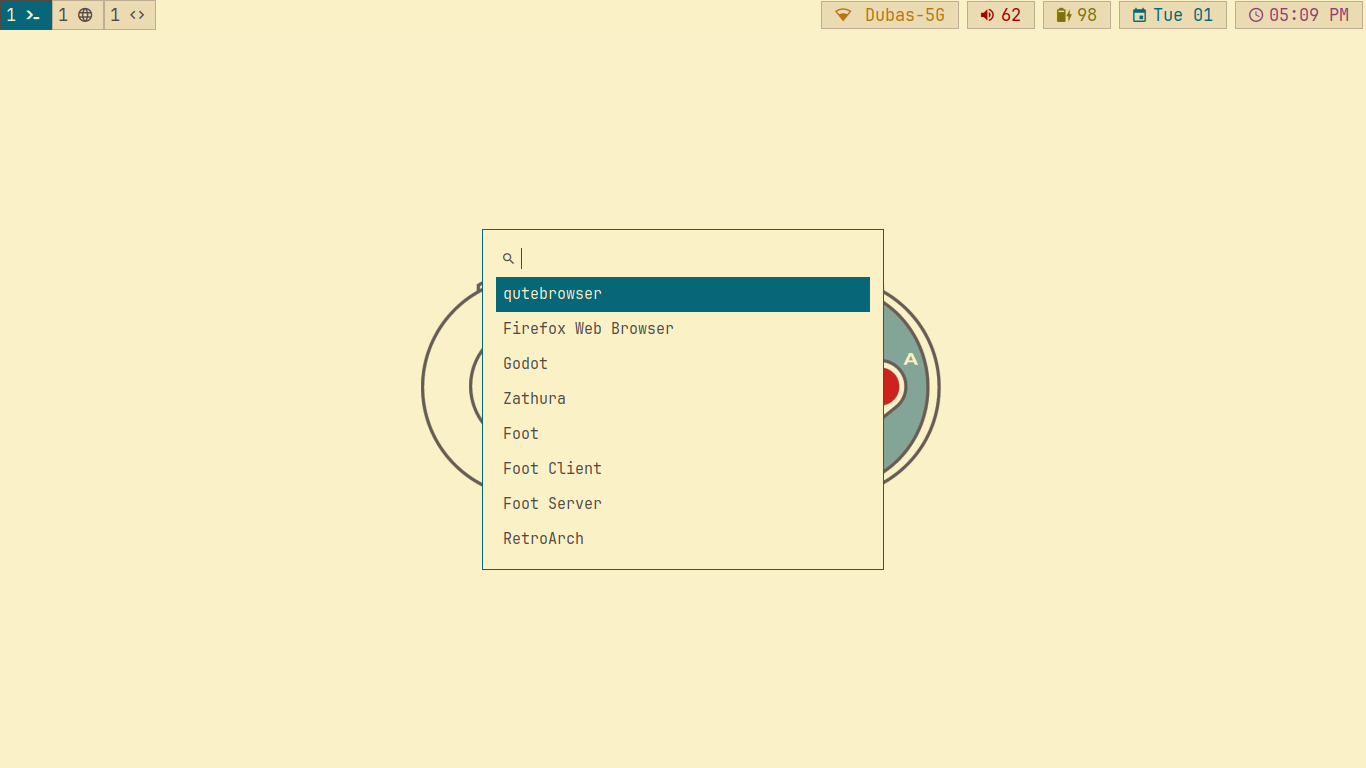 1 1 1 Dubas-5G 62 98 Tue 01 05:09 PM
qutebrowser
Firefox Web Browser
Godot
A
Zathura
Foot
Foot Client
Foot Server
RetroArch